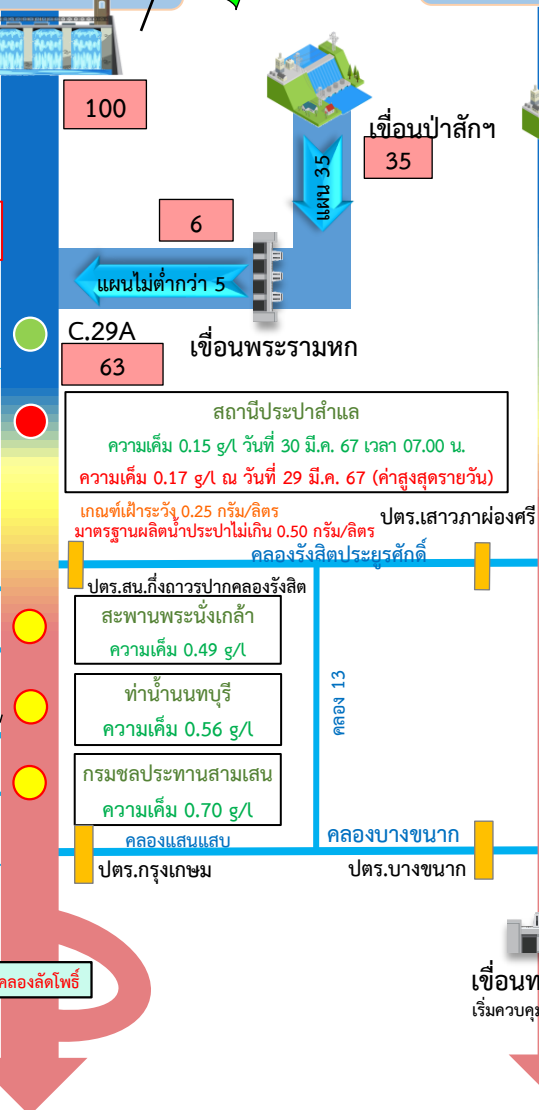 100
เขื่อนป่าสักฯ
35
แผน 35
6
แผนไม่ต่ำกว่า 5
เขื่อนพระรามหก
C.29A
63
สถานีประปาสำแล
ความเค็ม 0.15 g/l วันที่ 30 มี.ค. 67 เวลา 07.00 น.
ความเค็ม 0.17 g/l ณ วันที่ 29 มี.ค. 67 (ค่าสูงสุดรายวัน)
เกณฑ์เฝ้าระวัง 0.25 กรัม/ลิตร
มาตรฐานผลิตน้ำประปาไม่เกิน 0.50 กรัม/ลิตร
ปตร.เสาวภาผ่องศรี
คลองรังสิตประยูรศักดิ์
ปตร.สน.กึ่งถาวรปากคลองรังสิต
สะพานพระนั่งเกล้า
ความเค็ม 0.49 g/l
ท่าน้ำนนทบุรี
ความเค็ม 0.56 g/l
คลอง 13
กรมชลประทานสามเสน
ความเค็ม 0.70 g/l
คลองแสนแสบ
คลองบางขนาก
ปตร.กรุงเกษม
ปตร.บางขนาก
คลองลัดโพธิ์
เขื่อนท
เริ่มควบคุม